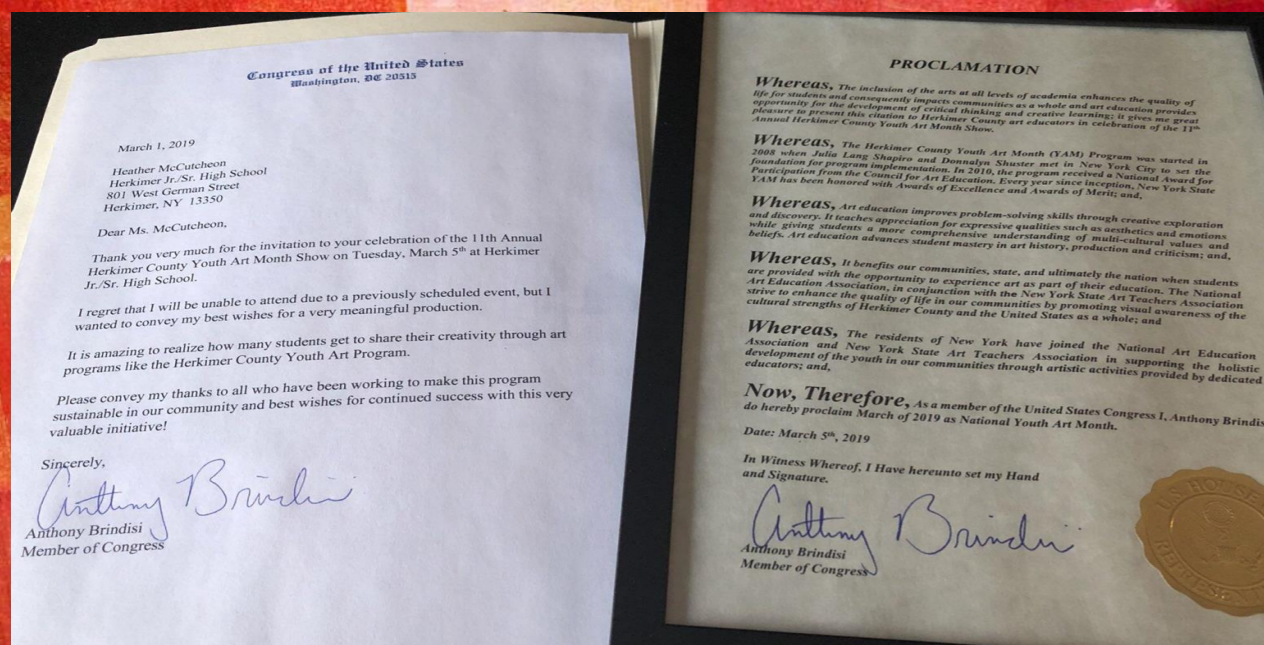 Congress of the United States
Washington, DC 20515
March 1, 2019
Heather McCutcheon
Herkimer Jr./Sr. High School
801 West German Street
Herkimer, NY 13350
Dear Ms. McCutcheon,
Thank you very much for the invitation to your celebration of the 11th Annual
Herkimer County Youth Art Month Show on Tuesday, March 5th at Herkimer
Jr./Sr. High School.
I regret that I will be unable to attend due to a previously scheduled event, but I
wanted to convey my best wishes for a very meaningful production.
It is amazing to realize how many students get to share their creativity through art
programs like the Herkimer County Youth Art Program.
Please convey my thanks to all who have been working to make this program
sustainable in our community and best wishes for continued success with this very
valuable initiative!
Sincerely,
Anthony Brindisi
Anthony Brindisi
Member of Congress
PROCLAMATION
Whereas, The inclusion of the arts at all levels of academia enhances the quality of
life for students and consequently impacts communities as a whole and art education provides
opportunity for the development of critical thinking and creative learning; it gives me great
pleasure to present this citation to Herkimer County art educators in celebration of the 11th
Annual Herkimer County Youth Art Month Show.
Whereas, The Herkimer County Youth Art Month (YAM) Program was started in
2008 when Julia Lang Shapiro and Donnalyn Shuster met in New York City to set the
foundation for program implementation. In 2010, the program received a National Award for
Participation from the Council for Art Education. Every year since inception, New York State
YAM has been honored with Awards of Excellence and Awards of Merit; and,
Whereas, Art education improves problem-solving skills through creative exploration
and discovery. It teaches appreciation for expressive qualities such as aesthetics and emotions
while giving students a more comprehensive understanding of multi-cultural values and
beliefs. Art education advances student mastery in art history, production and criticism; and,
Whereas, It benefits our communities, state, and ultimately the nation when students
are provided with the opportunity to experience art as part of their education. The National
Art Education Association, in conjunction with the New York State Art Teachers Association
strive to enhance the quality of life in our communities by promoting visual awareness of the
cultural strengths of Herkimer County and the United States as a whole; and
Whereas, The residents of New York have joined the National Art Education
Association and New York State Art Teachers Association in supporting the holistic
development of the youth in our communities through artistic activities provided by dedicated
educators; and,
Now, Therefore, As a member of the United States Congress I, Anthony Brindis
do hereby proclaim March of 2019 as National Youth Art Month.
Date: March 5th, 2019
In Witness Whereof, I Have hereunto set my Hand
and Signature.
Anthony Brindisi
Anthony Brindisi
Member of Congress
U.S. HOUSE